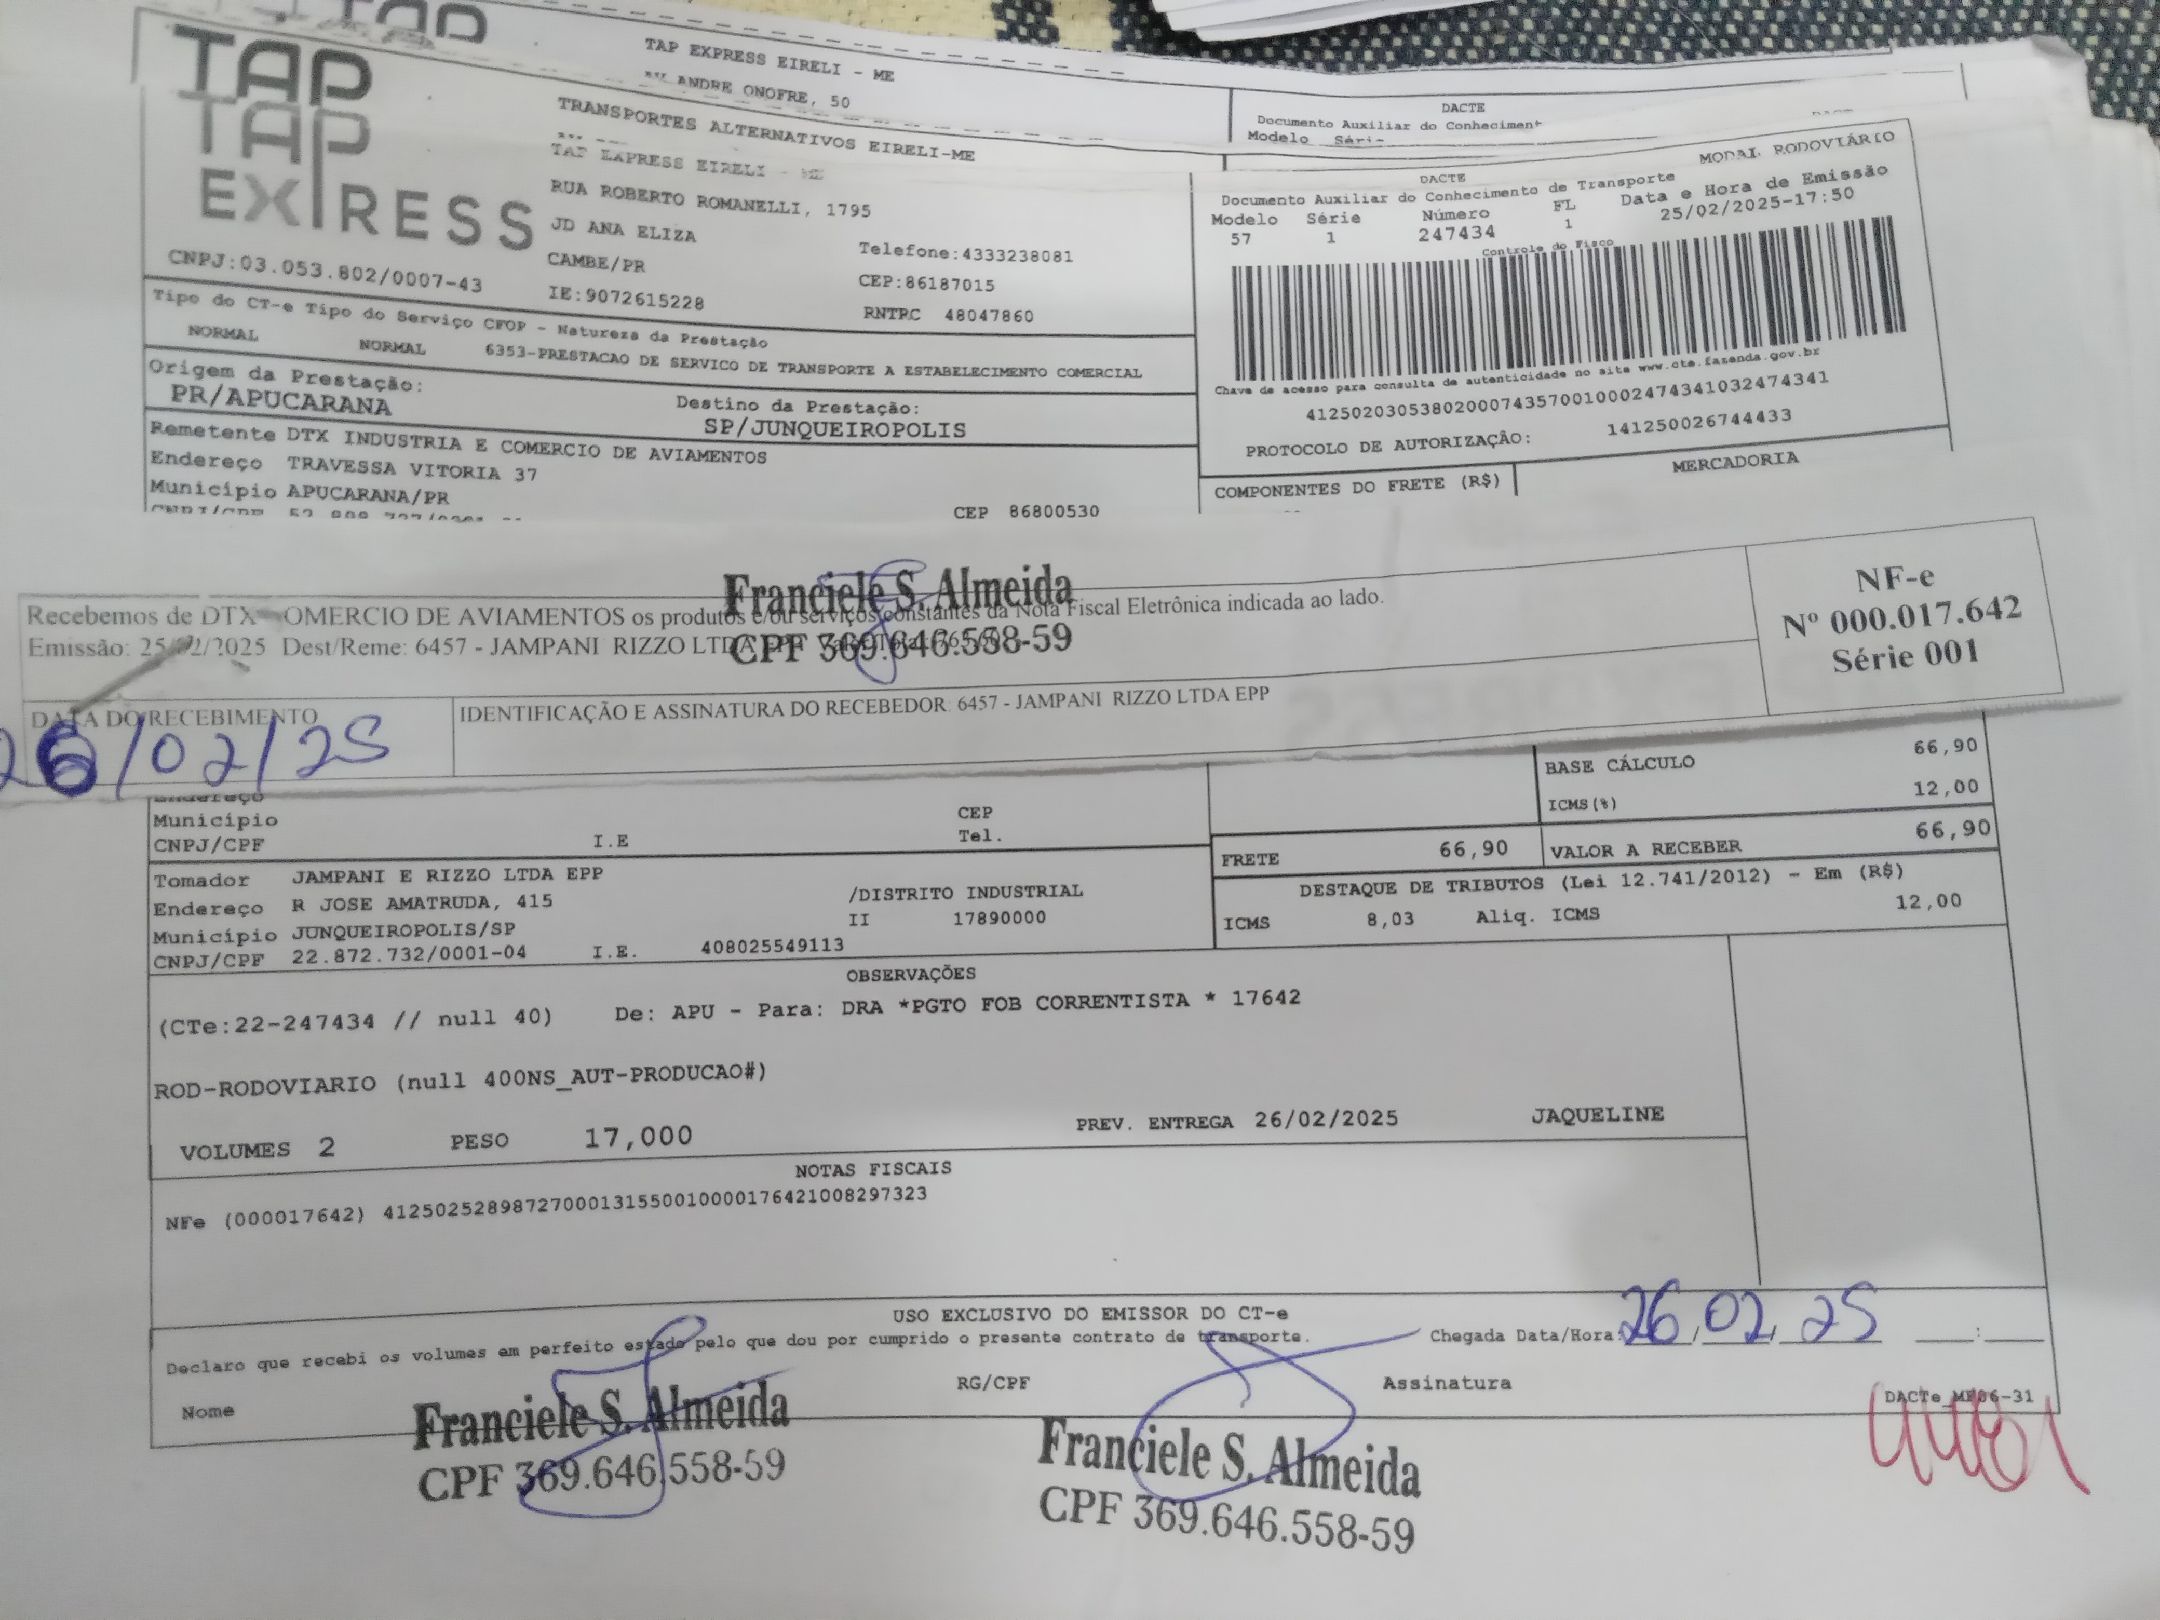 TAP EXPRESS EIRELI - ME
AV ANDRE ONOFRE, 50
DACTE
Documento Auxiliar do Conheciment
Modelo
TAP
TAP
EXPRESS
TRANSPORTES ALTERNATIVOS EIRELI-ME
TAP EXPRESS EIRELI - ME
RUA ROBERTO ROMANELLI, 1795
JD ANA ELIZA
Telefone:4333238081
CAMBE/PR
CEP:86187015
CNPJ:03.053.802/0007-43
IE:9072615228
RNTRC 48047860
DACTE
MODAL RODOVIÁRIO
Documento Auxiliar do Conhecimento de Transporte
Data e Hora de Emissão
Modelo Série Número FL
25/02/2025-17:50
57 1 247434 1
Controle do Fisco
Chave de acesso para consulta de autenticidade no site www.cte.fazenda.gov.br
41250203053802000743570010002474341032474341
PROTOCOLO DE AUTORIZAÇÃO: 141250026744433
COMPONENTES DO FRETE (R$) MERCADORIA
Tipo do CT-e Tipo do Serviço CFOP - Natureza da Prestação
NORMAL NORMAL 6353-PRESTACAO DE SERVICO DE TRANSPORTE A ESTABELECIMENTO COMERCIAL
Origem da Prestação: Destino da Prestação:
PR/APUCARANA SP/JUNQUEIROPOLIS
Remetente DTX INDUSTRIA E COMERCIO DE AVIAMENTOS
Endereço TRAVESSA VITORIA 37
Município APUCARANA/PR CEP 86800530
CNPJ/CPF
Franciele S. Almeida
CPF 369.646.558-59
Recebemos de DTX OMERCIO DE AVIAMENTOS os produtos e/ou serviços constantes da Nota Fiscal Eletrônica indicada ao lado.
Emissão: 25/02/2025 Dest/Reme: 6457 - JAMPANI RIZZO LTDA
NF-e
Nº 000.017.642
Série 001
DATA DO RECEBIMENTO
26/02/25
IDENTIFICAÇÃO E ASSINATURA DO RECEBEDOR 6457 - JAMPANI RIZZO LTDA EPP
Endereço
Município CEP
CNPJ/CPF I.E Tel.
BASE CÁLCULO 66,90
ICMS(%) 12,00
FRETE 66,90 VALOR A RECEBER 66,90
DESTAQUE DE TRIBUTOS (Lei 12.741/2012) - Em (R$)
ICMS 8,03 Aliq. ICMS 12,00
Tomador JAMPANI E RIZZO LTDA EPP
Endereço R JOSE AMATRUDA, 415 /DISTRITO INDUSTRIAL
Município JUNQUEIROPOLIS/SP II 17890000
CNPJ/CPF 22.872.732/0001-04 I.E. 408025549113
OBSERVAÇÕES
(CTe:22-247434 // null 40) De: APU - Para: DRA *PGTO FOB CORRENTISTA * 17642
ROD-RODOVIARIO (null 400NS_AUT-PRODUCAO#)
VOLUMES 2 PESO 17,000 PREV. ENTREGA 26/02/2025 JAQUELINE
NOTAS FISCAIS
NFe (000017642) 41250252898727000131550010000176421008297323
USO EXCLUSIVO DO EMISSOR DO CT-e
Declaro que recebi os volumes em perfeito estado pelo que dou por cumprido o presente contrato de transporte. Chegada Data/Hora: 26/02/25 :
Nome RG/CPF Assinatura
Franciele S. Almeida
CPF 369.646.558-59
Franciele S. Almeida
CPF 369.646.558-59